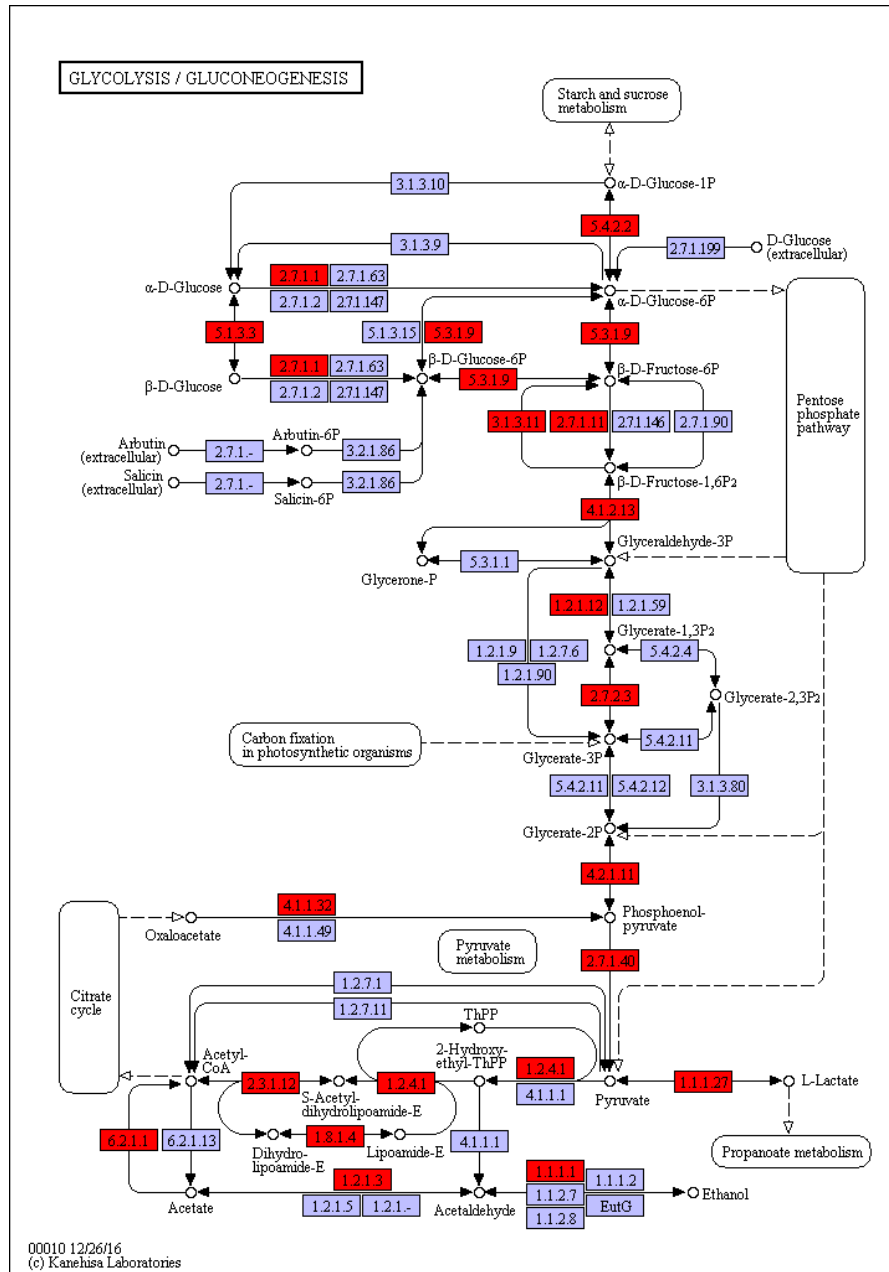 GLYCOLYSIS / GLUCONEOGENESIS
Starch and sucrose
metabolism
3.1.3.10
α-D-Glucose-1P
5.4.2.2
3.1.3.9
2.7.1.199
D-Glucose
(extracellular)
2.7.1.1
2.7.1.63
α-D-Glucose
2.7.1.2
2.7.1.147
α-D-Glucose-6P
5.1.3.3
5.1.3.15
5.3.1.9
5.3.1.9
2.7.1.1
2.7.1.63
β-D-Glucose-6P
β-D-Glucose
2.7.1.2
2.7.1.147
5.3.1.9
β-D-Fructose-6P
Pentose
phosphate
pathway
3.1.3.11
2.7.1.11
2.7.1.146
2.7.1.90
Arbutin
(extracellular)
2.7.1.-
Arbutin-6P
3.2.1.86
Salicin
(extracellular)
2.7.1.-
Salicin-6P
3.2.1.86
β-D-Fructose-1,6P2
4.1.2.13
Glyceraldehyde-3P
Glycerone-P
5.3.1.1
1.2.1.12
1.2.1.59
Glycerate-1,3P2
1.2.1.9
1.2.7.6
1.2.1.90
5.4.2.4
2.7.2.3
Glycerate-2,3P2
Carbon fixation
in photosynthetic organisms
5.4.2.11
Glycerate-3P
5.4.2.11
5.4.2.12
3.1.3.80
Glycerate-2P
4.2.1.11
4.1.1.32
Oxaloacetate
4.1.1.49
Phosphoenol-
pyruvate
Pyruvate
metabolism
2.7.1.40
Citrate
cycle
1.2.7.1
1.2.7.11
ThPP
Acetyl-
CoA
2-Hydroxy-
ethyl-ThPP
2.3.1.12
S-Acetyl-
dihydrolipoamide-E
1.2.4.1
1.2.4.1
4.1.1.1
Pyruvate
1.1.1.27
L-Lactate
6.2.1.1
6.2.1.13
Dihydro-
lipoamide-E
1.8.1.4
Lipoamide-E
4.1.1.1
Propanoate metabolism
1.2.1.3
Acetate
1.2.1.5
1.2.1.-
Acetaldehyde
1.1.1.1
1.1.1.2
1.1.2.7
EutG
1.1.2.8
Ethanol
00010 12/26/16
(c) Kanehisa Laboratories